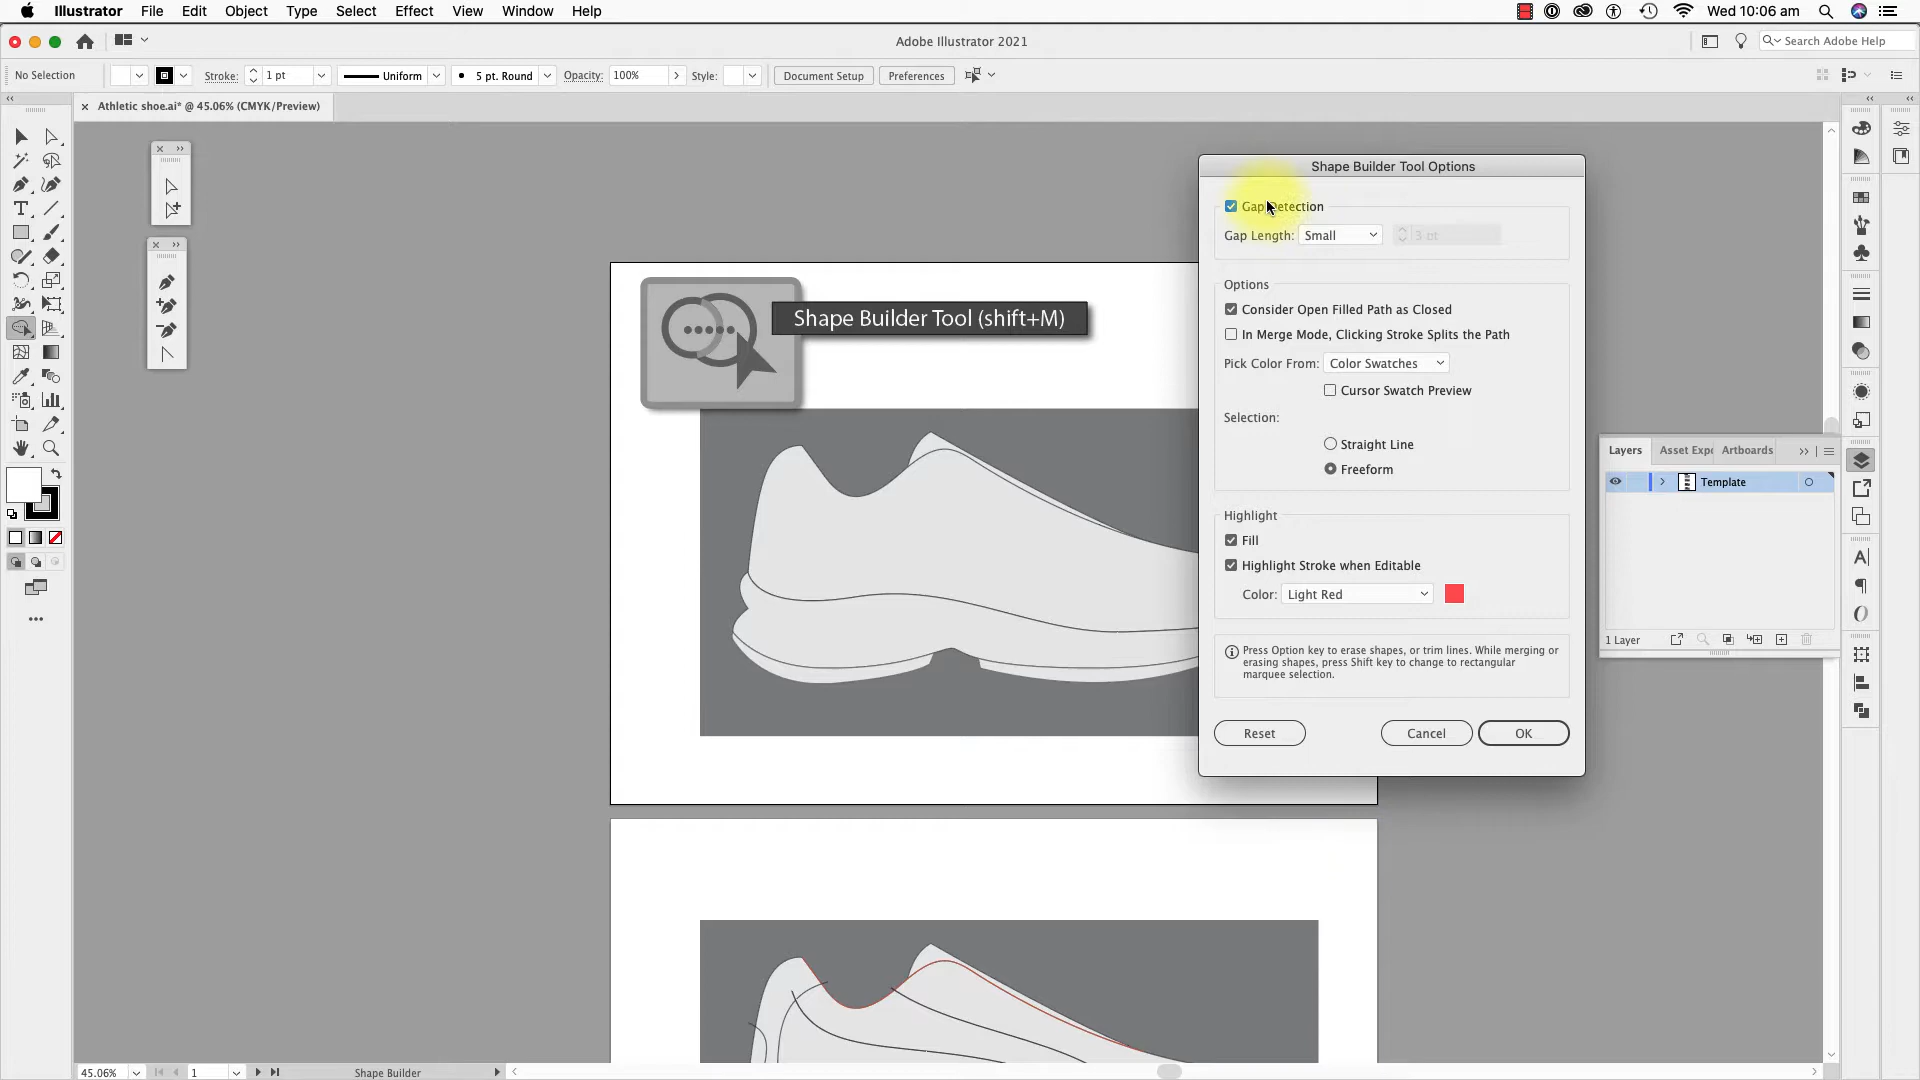 Illustrator File Edit Object Type Select Effect View Window Help
Wed 10:06 am
Adobe Illustrator 2021
Search Adobe Help
No Selection
Stroke: 1 pt
Uniform
5 pt. Round
Opacity: 100%
Style:
Document Setup
Preferences
Athletic shoe.ai* @ 45.06% (CMYK/Preview)
Shape Builder Tool Options
Gap Detection
Gap Length: Small 3 pt
Shape Builder Tool (shift+M)
Options
Consider Open Filled Path as Closed
In Merge Mode, Clicking Stroke Splits the Path
Pick Color From: Color Swatches
Cursor Swatch Preview
Selection:
Straight Line
Freeform
Highlight
Fill
Highlight Stroke when Editable
Color: Light Red
Press Option key to erase shapes, or trim lines. While merging or
erasing shapes, press Shift key to change to rectangular
marquee selection.
Reset Cancel OK
Layers Asset Expo Artboards
Template
1 Layer
45.06% 1 Shape Builder